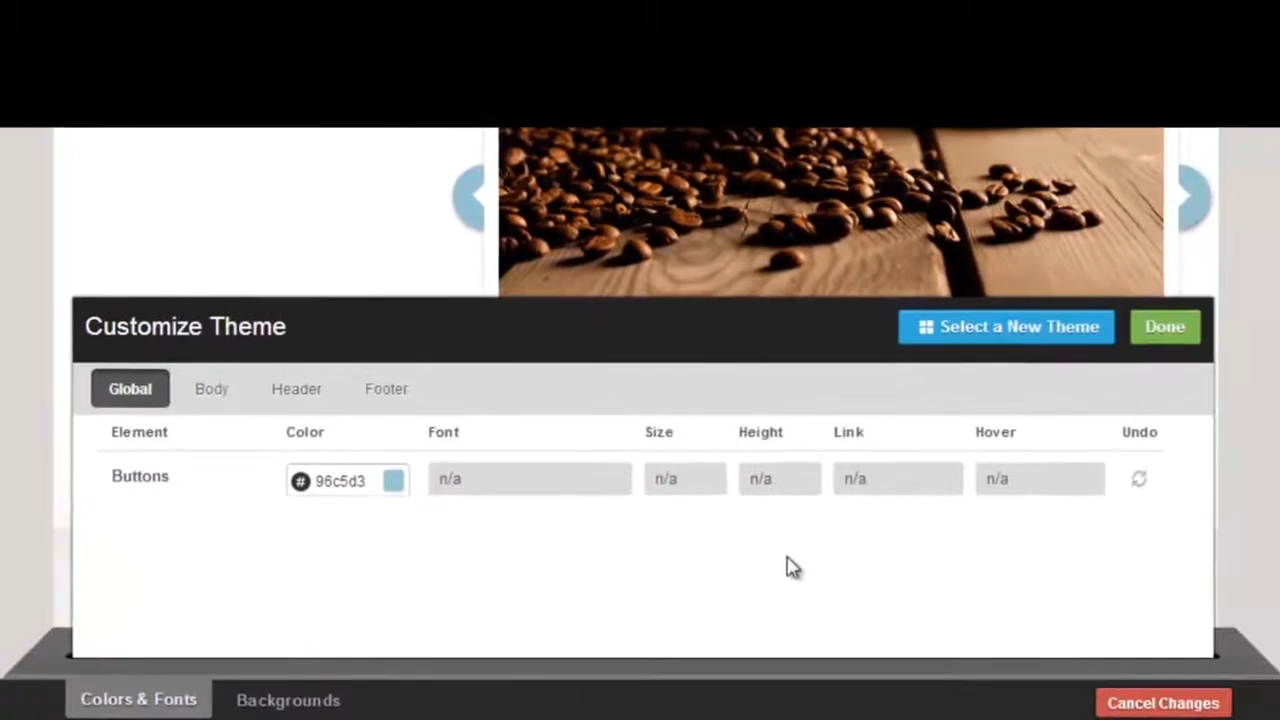 Customize Theme
Select a New Theme
Done
Global Body Header Footer
Element Color Font Size Height Link Hover Undo
Buttons # 96c5d3 n/a n/a n/a n/a n/a
Colors & Fonts Backgrounds Cancel Changes